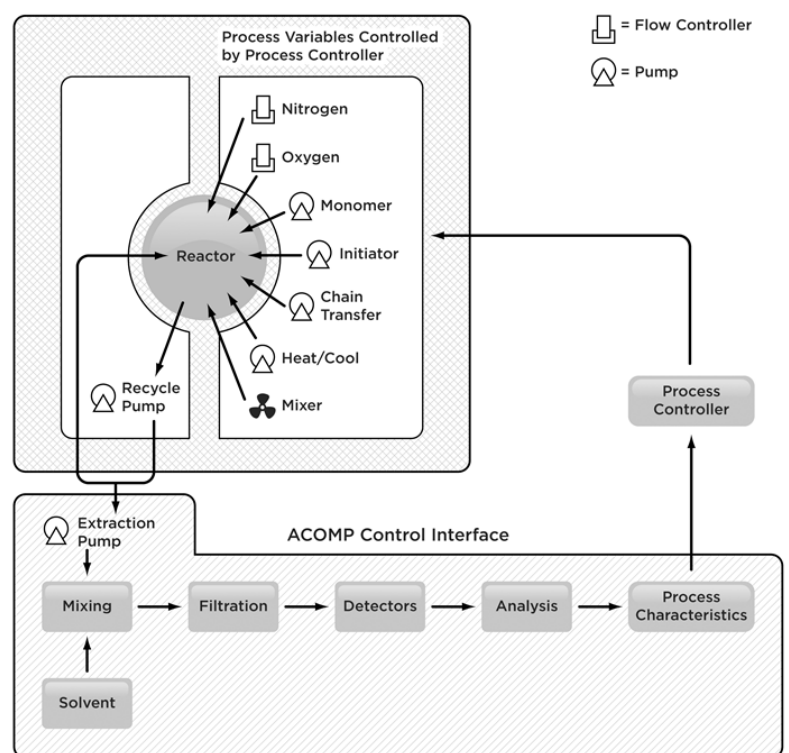 Process Variables Controlled
by Process Controller
= Flow Controller
= Pump
Nitrogen
Oxygen
Monomer
Initiator
Chain
Transfer
Heat/Cool
Mixer
Reactor
Recycle
Pump
Process
Controller
Extraction
Pump
ACOMP Control Interface
Mixing
Filtration
Detectors
Analysis
Process
Characteristics
Solvent